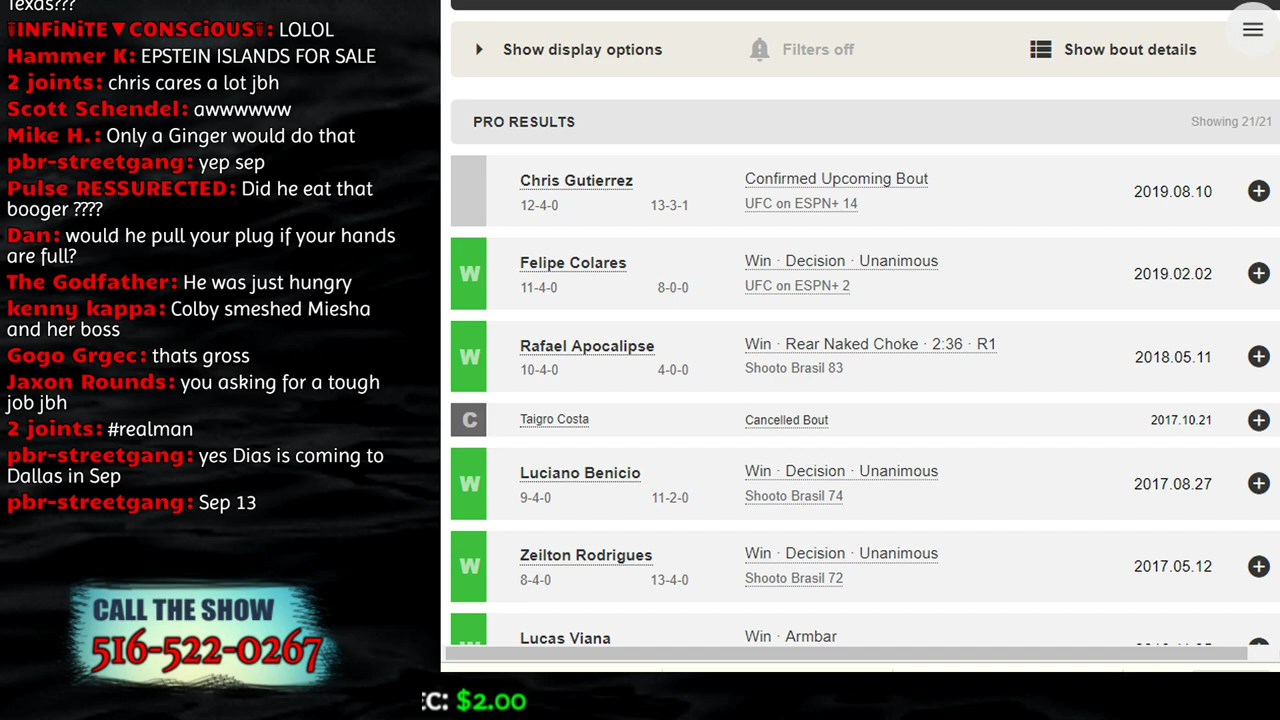 Texas???
INFiNiTE▼CONSCiOUS: LOLOL
Hammer K: EPSTEIN ISLANDS FOR SALE
2 joints: chris cares a lot jbh
Scott Schendel: awwwwww
Mike H.: Only a Ginger would do that
pbr-streetgang: yep sep
Pulse RESSURECTED: Did he eat that
booger ????
Dan: would he pull your plug if your hands
are full?
The Godfather: He was just hungry
kenny kappa: Colby smeshed Miesha
and her boss
Gogo Grgec: thats gross
Jaxon Rounds: you asking for a tough
job jbh
2 joints: #realman
pbr-streetgang: yes Dias is coming to
Dallas in Sep
pbr-streetgang: Sep 13
CALL THE SHOW
516-522-0267
Show display options Filters off Show bout details
PRO RESULTS Showing 21/21
Chris Gutierrez Confirmed Upcoming Bout 2019.08.10
12-4-0 13-3-1 UFC on ESPN+ 14
W Felipe Colares Win · Decision · Unanimous 2019.02.02
11-4-0 8-0-0 UFC on ESPN+ 2
W Rafael Apocalipse Win · Rear Naked Choke · 2:36 · R1 2018.05.11
10-4-0 4-0-0 Shooto Brasil 83
C Taigro Costa Cancelled Bout 2017.10.21
W Luciano Benicio Win · Decision · Unanimous 2017.08.27
9-4-0 11-2-0 Shooto Brasil 74
W Zeilton Rodrigues Win · Decision · Unanimous 2017.05.12
8-4-0 13-4-0 Shooto Brasil 72
Lucas Viana Win · Armbar
C: $2.00